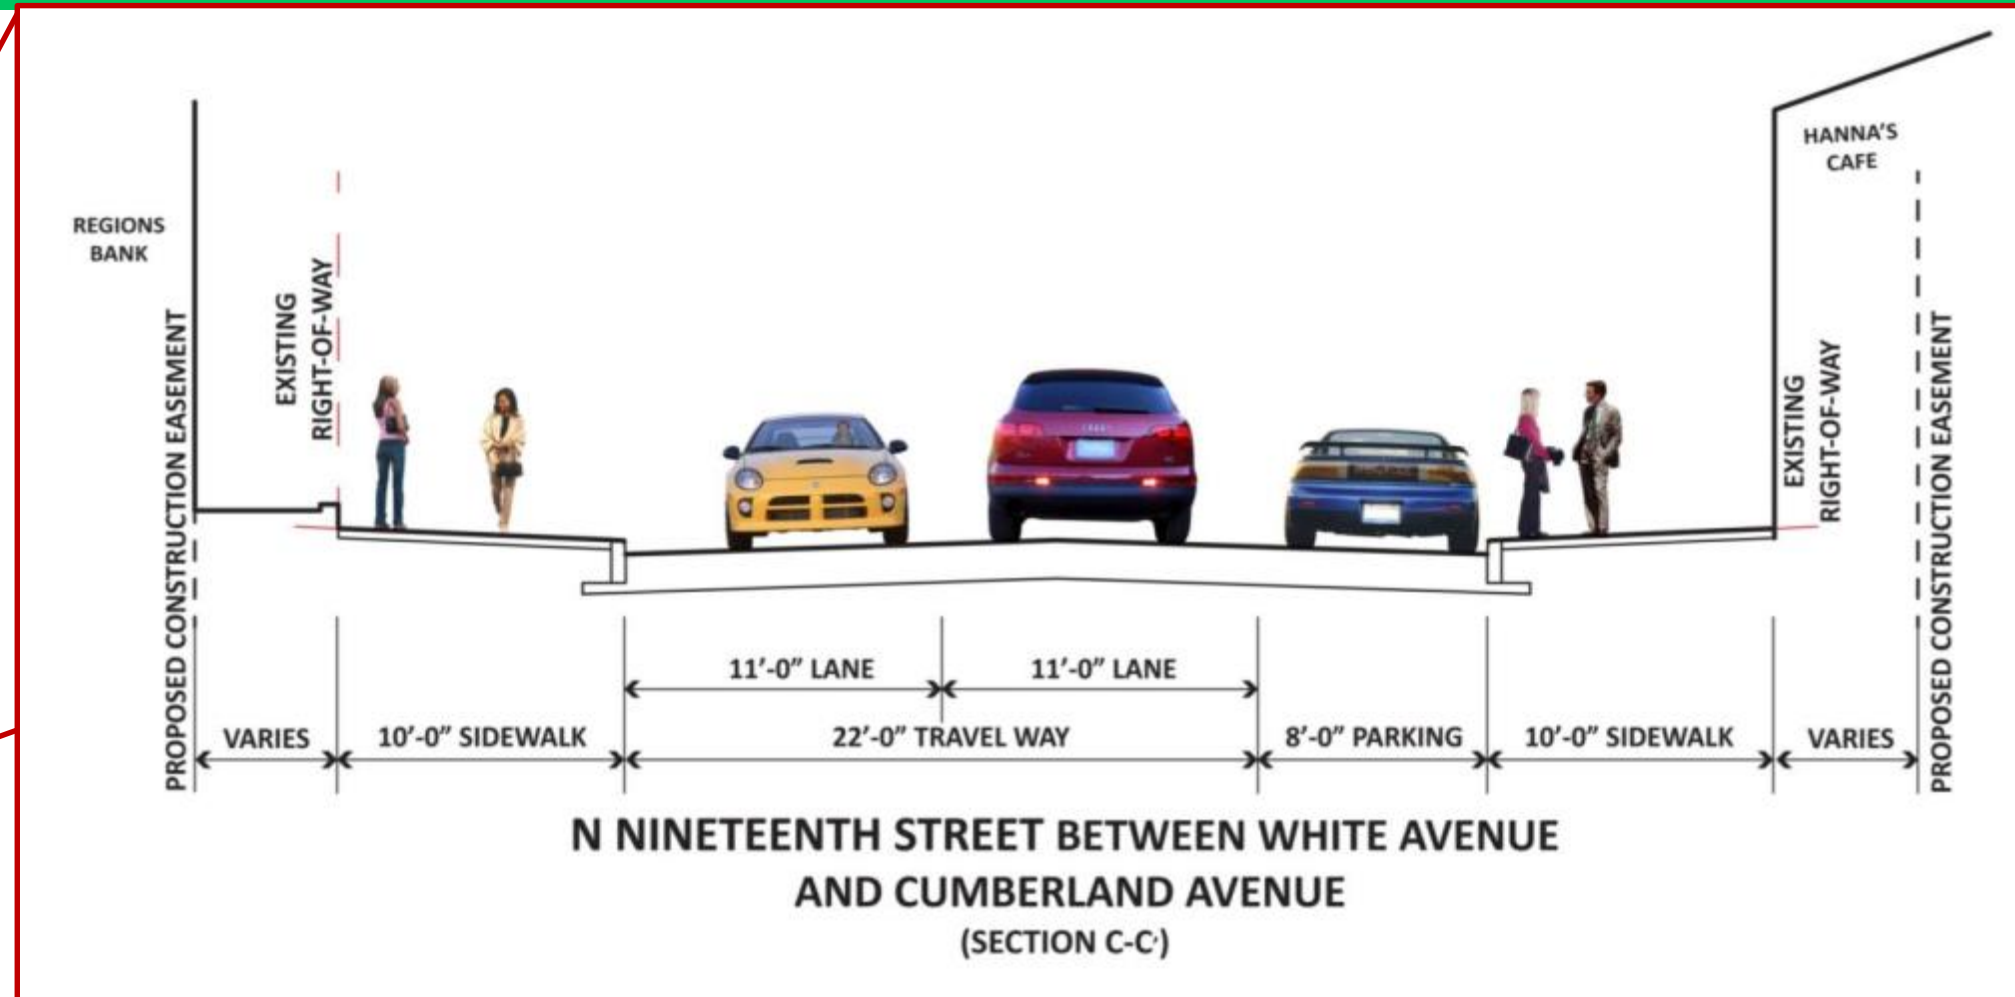 REGIONS
BANK
PROPOSED CONSTRUCTION EASEMENT
EXISTING
RIGHT-OF-WAY
HANNA'S
CAFE
EXISTING
RIGHT-OF-WAY
PROPOSED CONSTRUCTION EASEMENT
11'-0" LANE
11'-0" LANE
VARIES
10'-0" SIDEWALK
22'-0" TRAVEL WAY
8'-0" PARKING
10'-0" SIDEWALK
VARIES
N NINETEENTH STREET BETWEEN WHITE AVENUE
AND CUMBERLAND AVENUE
(SECTION C-C')